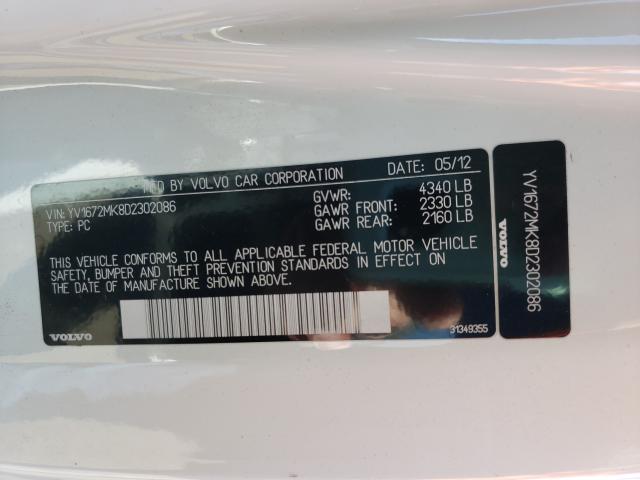 MFD BY VOLVO CAR CORPORATION DATE: 05/12
VIN: YV1672MK8D2302086
TYPE: PC
GVWR: 4340 LB
GAWR FRONT: 2330 LB
GAWR REAR: 2160 LB
THIS VEHICLE CONFORMS TO ALL APPLICABLE FEDERAL MOTOR VEHICLE
SAFETY, BUMPER AND THEFT PREVENTION STANDARDS IN EFFECT ON
THE DATE OF MANUFACTURE SHOWN ABOVE.
VOLVO
31349355
YV1672MK8D2302086
VOLVO